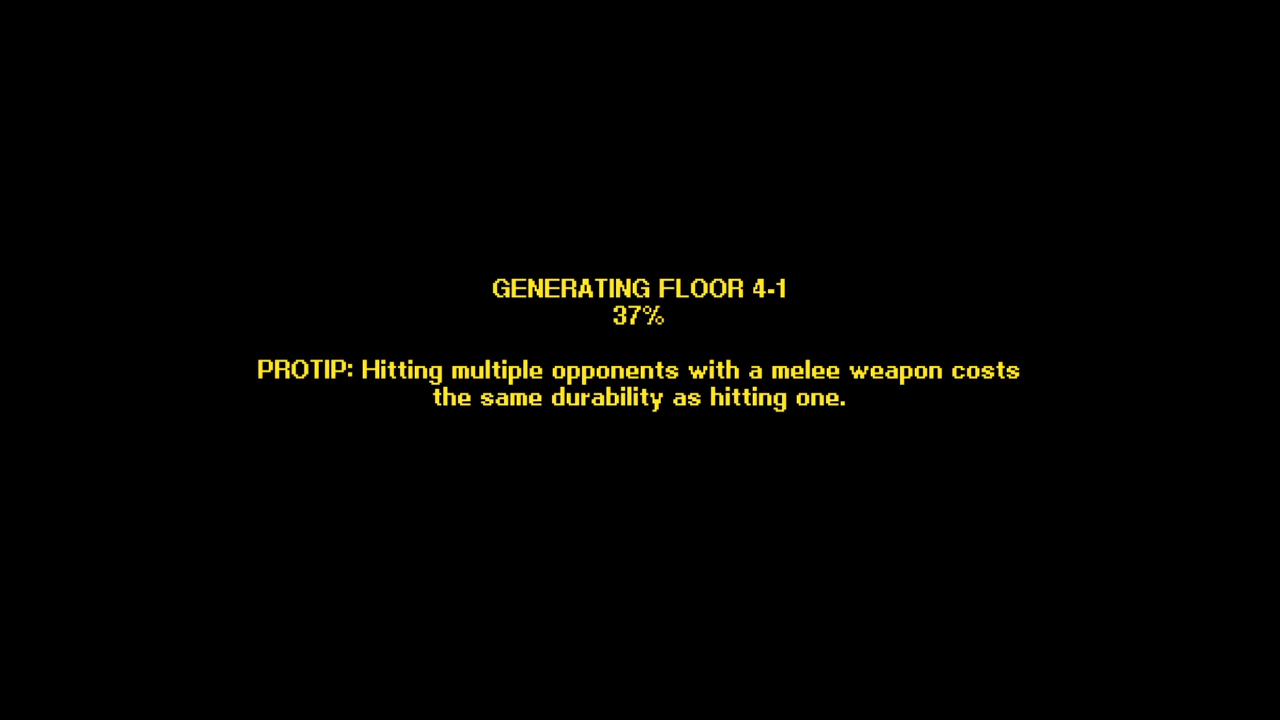 GENERATING FLOOR 4-1
37%
PROTIP: Hitting multiple opponents with a melee weapon costs
the same durability as hitting one.